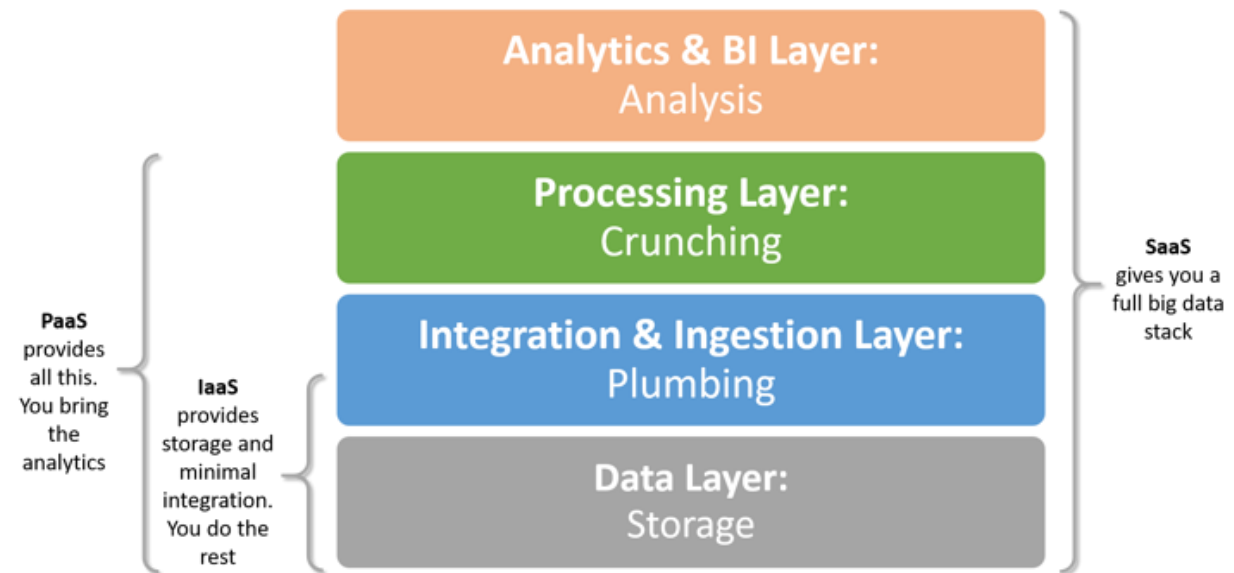 Analytics & BI Layer:
Analysis
Processing Layer:
Crunching
Integration & Ingestion Layer:
Plumbing
Data Layer:
Storage
PaaS
provides
all this.
You bring
the
analytics
IaaS
provides
storage and
minimal
integration.
You do the
rest
SaaS
gives you a
full big data
stack